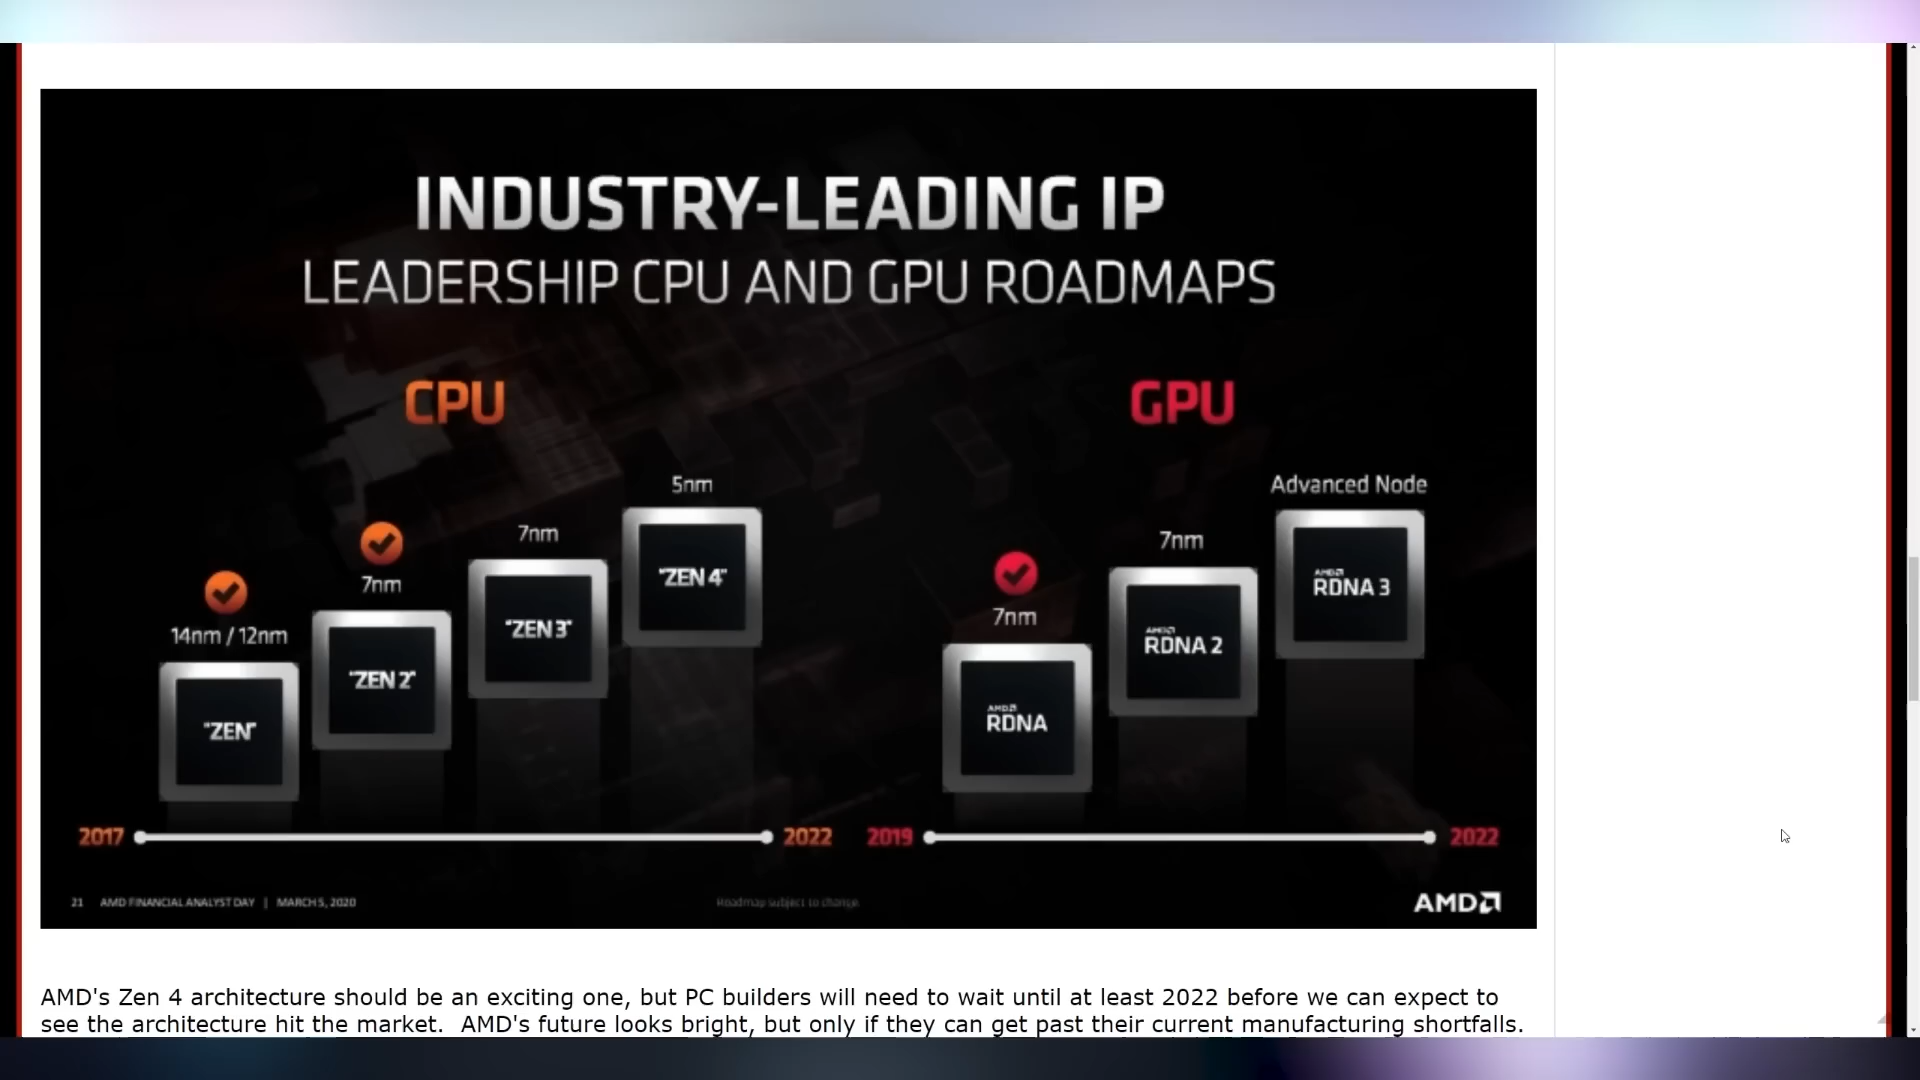 INDUSTRY-LEADING IP
LEADERSHIP CPU AND GPU ROADMAPS
CPU
GPU
14nm / 12nm
"ZEN"
7nm
"ZEN 2"
7nm
"ZEN 3"
5nm
"ZEN 4"
7nm
AMD
RDNA
7nm
AMD
RDNA 2
Advanced Node
AMD
RDNA 3
2017
2022
2019
2022
21 AMD FINANCIAL ANALYST DAY | MARCH 5, 2020
Roadmap subject to change
AMD
AMD's Zen 4 architecture should be an exciting one, but PC builders will need to wait until at least 2022 before we can expect to
see the architecture hit the market. AMD's future looks bright, but only if they can get past their current manufacturing shortfalls.